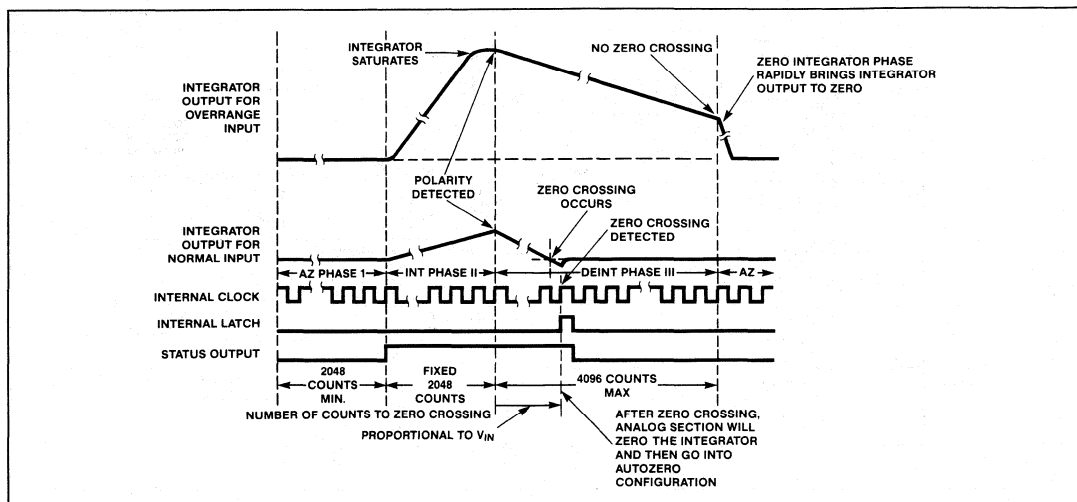 INTEGRATOR
SATURATES
NO ZERO CROSSING
ZERO INTEGRATOR PHASE
RAPIDLY BRINGS INTEGRATOR
OUTPUT TO ZERO
INTEGRATOR
OUTPUT FOR
OVERRANGE
INPUT
POLARITY
DETECTED
ZERO CROSSING
OCCURS
ZERO CROSSING
DETECTED
INTEGRATOR
OUTPUT FOR
NORMAL INPUT
AZ PHASE 1
INT PHASE II
DEINT PHASE III
AZ
INTERNAL CLOCK
INTERNAL LATCH
STATUS OUTPUT
2048
COUNTS
MIN.
FIXED
2048
COUNTS
4096 COUNTS
MAX
NUMBER OF COUNTS TO ZERO CROSSING
PROPORTIONAL TO VIN
AFTER ZERO CROSSING,
ANALOG SECTION WILL
ZERO THE INTEGRATOR
AND THEN GO INTO
AUTOZERO
CONFIGURATION